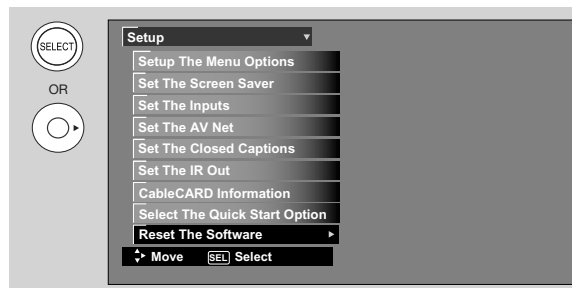 SELECT
OR
Setup
Setup The Menu Options
Set The Screen Saver
Set The Inputs
Set The AV Net
Set The Closed Captions
Set The IR Out
CableCARD Information
Select The Quick Start Option
Reset The Software
Move SEL Select